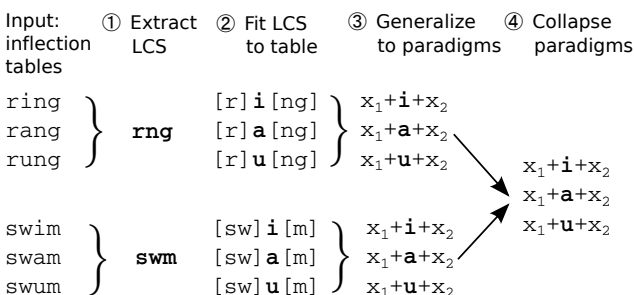 Input: ① Extract ② Fit LCS ③ Generalize ④ Collapse
inflection LCS to table to paradigms paradigms
tables
ring [r]i[ng] x₁+i+x₂
rang rng [r]a[ng] x₁+a+x₂
rung [r]u[ng] x₁+u+x₂
x₁+i+x₂
x₁+a+x₂
x₁+u+x₂
swim [sw]i[m] x₁+i+x₂
swam swm [sw]a[m] x₁+a+x₂
swum [sw]u[m] x₁+u+x₂